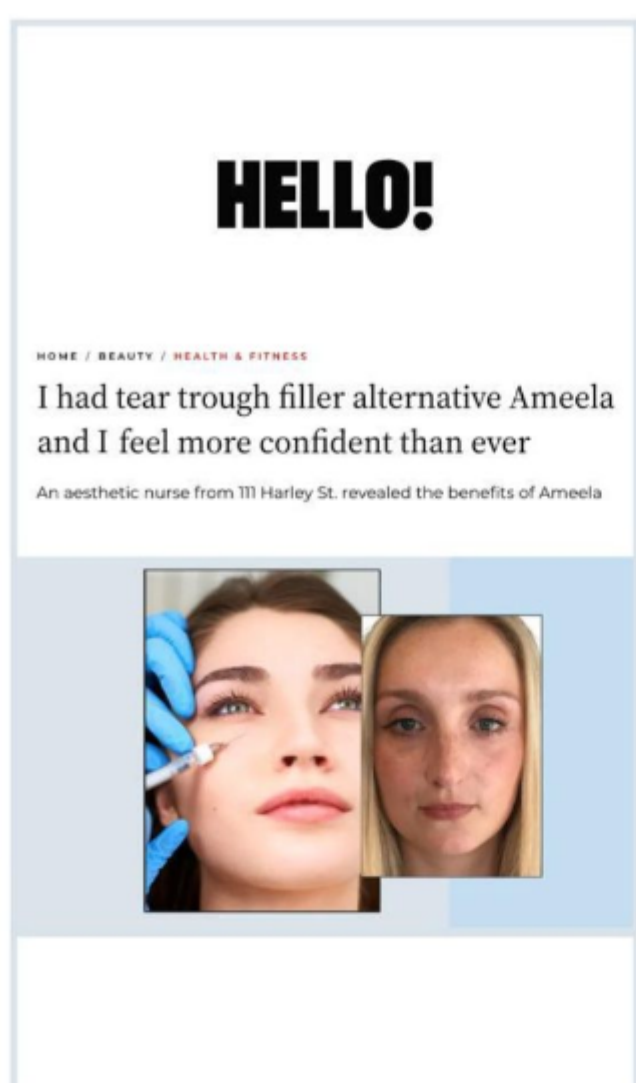 HELLO!
HOME / BEAUTY / HEALTH & FITNESS
I had tear trough filler alternative Ameela
and I feel more confident than ever
An aesthetic nurse from 111 Harley St. revealed the benefits of Ameela